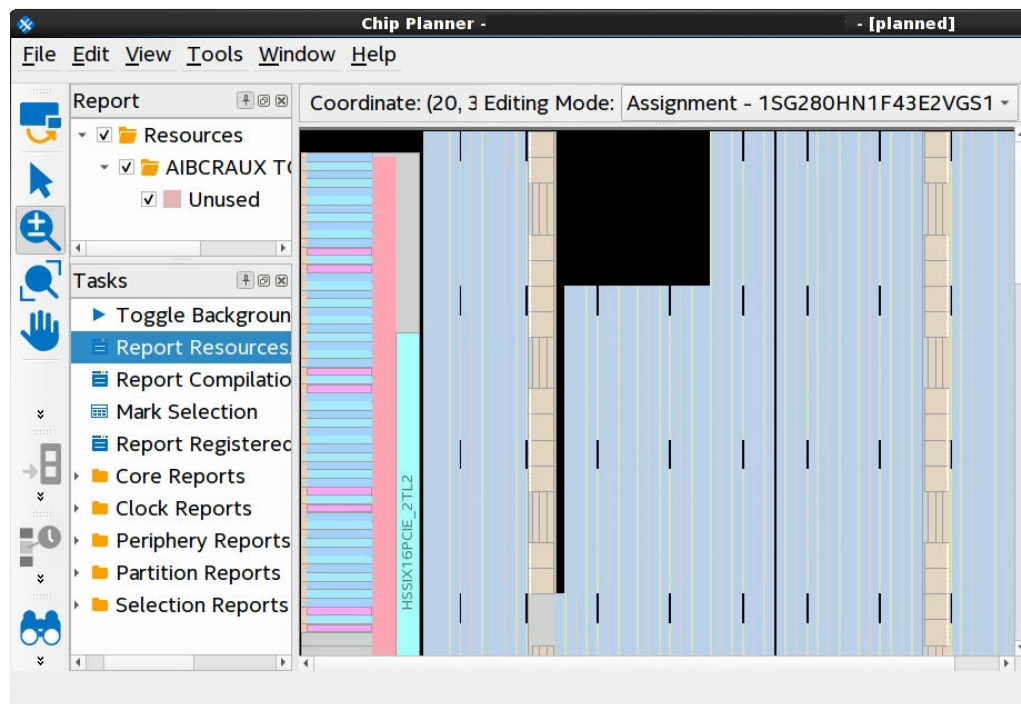 Chip Planner - - [planned]
File Edit View Tools Window Help
Report
Coordinate: (20, 3 Editing Mode: Assignment - 1SG280HN1F43E2VGS1
Resources
AIBCRAUX T
Unused
Tasks
Toggle Backgroun
Report Resources.
Report Compilatio
Mark Selection
Report Registered
Core Reports
Clock Reports
Periphery Reports
Partition Reports
Selection Reports
HSSIX16PCIE_2TL2